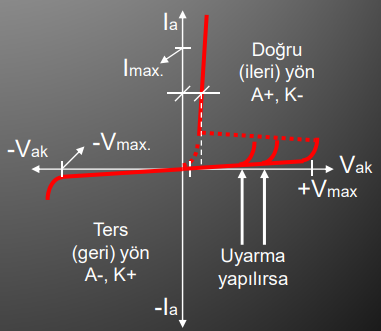 Ia
Imax.
Doğru
(ileri) yön
A+, K-
-Vak
-Vmax.
Vak
+Vmax
Ters
(geri) yön
A-, K+
Uyarma
yapılırsa
-Ia